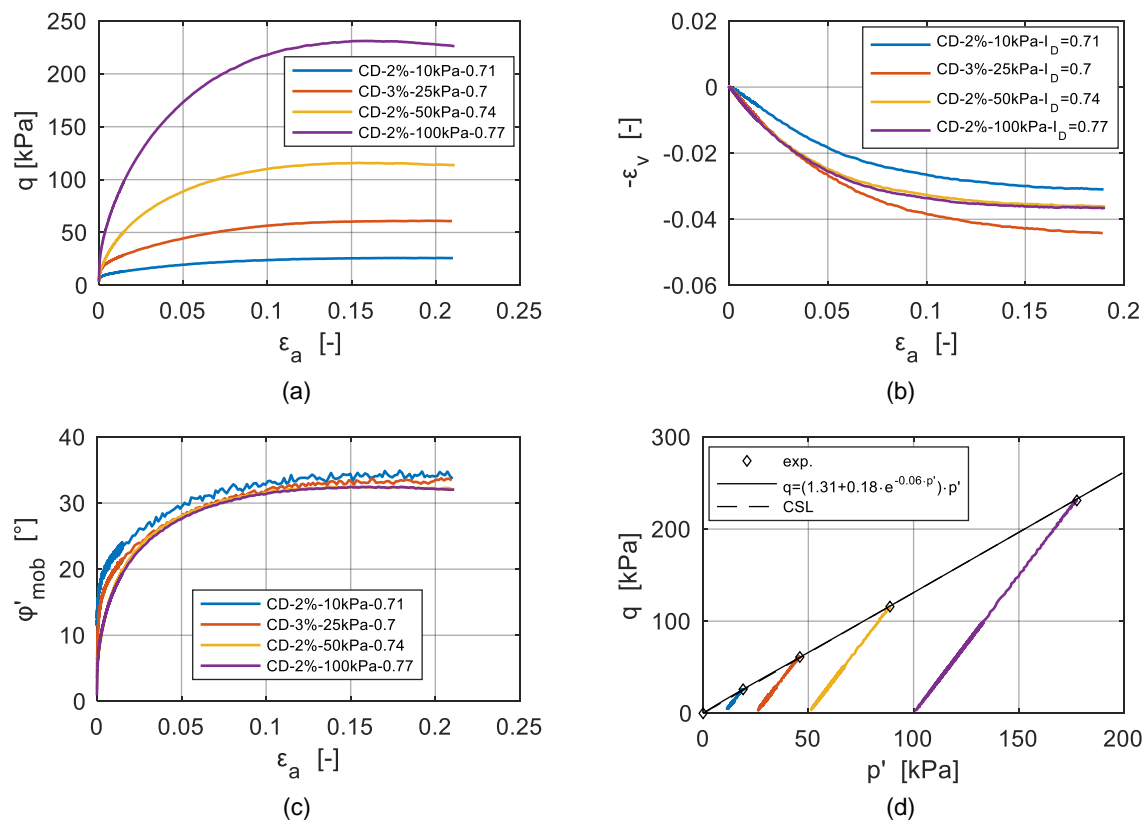 250
200
150
100
50
0
q [kPa]
0
0.05
0.1
0.15
0.2
0.25
εa [-]
CD-2%-10kPa-0.71
CD-3%-25kPa-0.7
CD-2%-50kPa-0.74
CD-2%-100kPa-0.77
(a)
0.02
0
-0.02
-0.04
-0.06
-εv [-]
0
0.05
0.1
0.15
0.2
εa [-]
CD-2%-10kPa-ID=0.71
CD-3%-25kPa-ID=0.7
CD-2%-50kPa-ID=0.74
CD-2%-100kPa-ID=0.77
(b)
40
30
20
10
0
φ'mob [°]
0
0.05
0.1
0.15
0.2
0.25
εa [-]
CD-2%-10kPa-0.71
CD-3%-25kPa-0.7
CD-2%-50kPa-0.74
CD-2%-100kPa-0.77
(c)
300
200
100
0
q [kPa]
0
50
100
150
200
p' [kPa]
exp.
q=(1.31+0.18·e-0.06·p')·p'
CSL
(d)